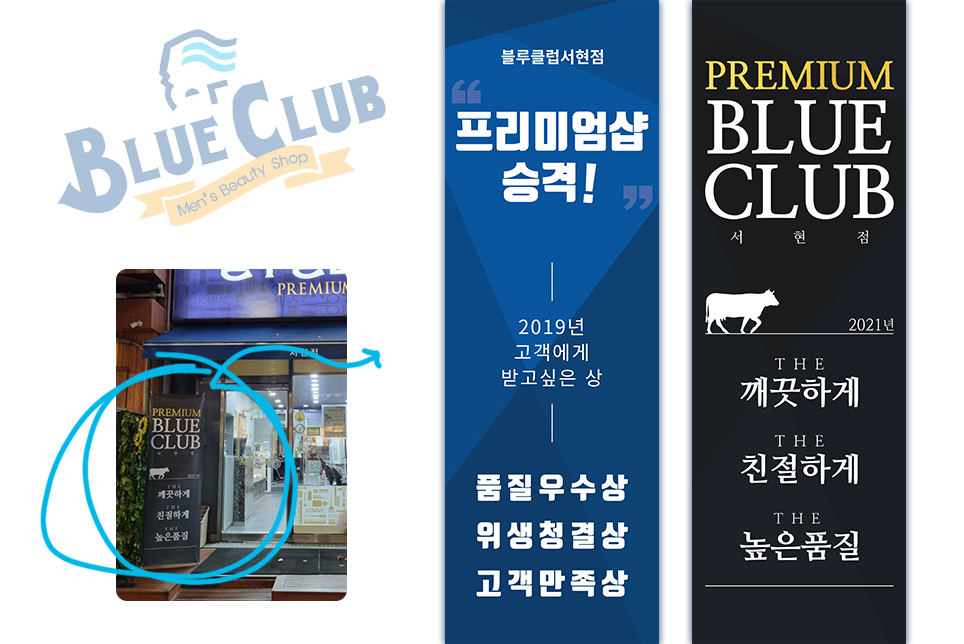 BLUE CLUB
Men's Beauty Shop
PREMIUM
서현점
PREMIUM
BLUE
CLUB
서 현 점
2021년
THE
깨끗하게
THE
친절하게
THE
높은품질
블루클럽서현점
“
프리미엄샵
승격!
”
2019년
고객에게
받고싶은 상
품질우수상
위생청결상
고객만족상
PREMIUM
BLUE
CLUB
서 현 점
2021년
THE
깨끗하게
THE
친절하게
THE
높은품질